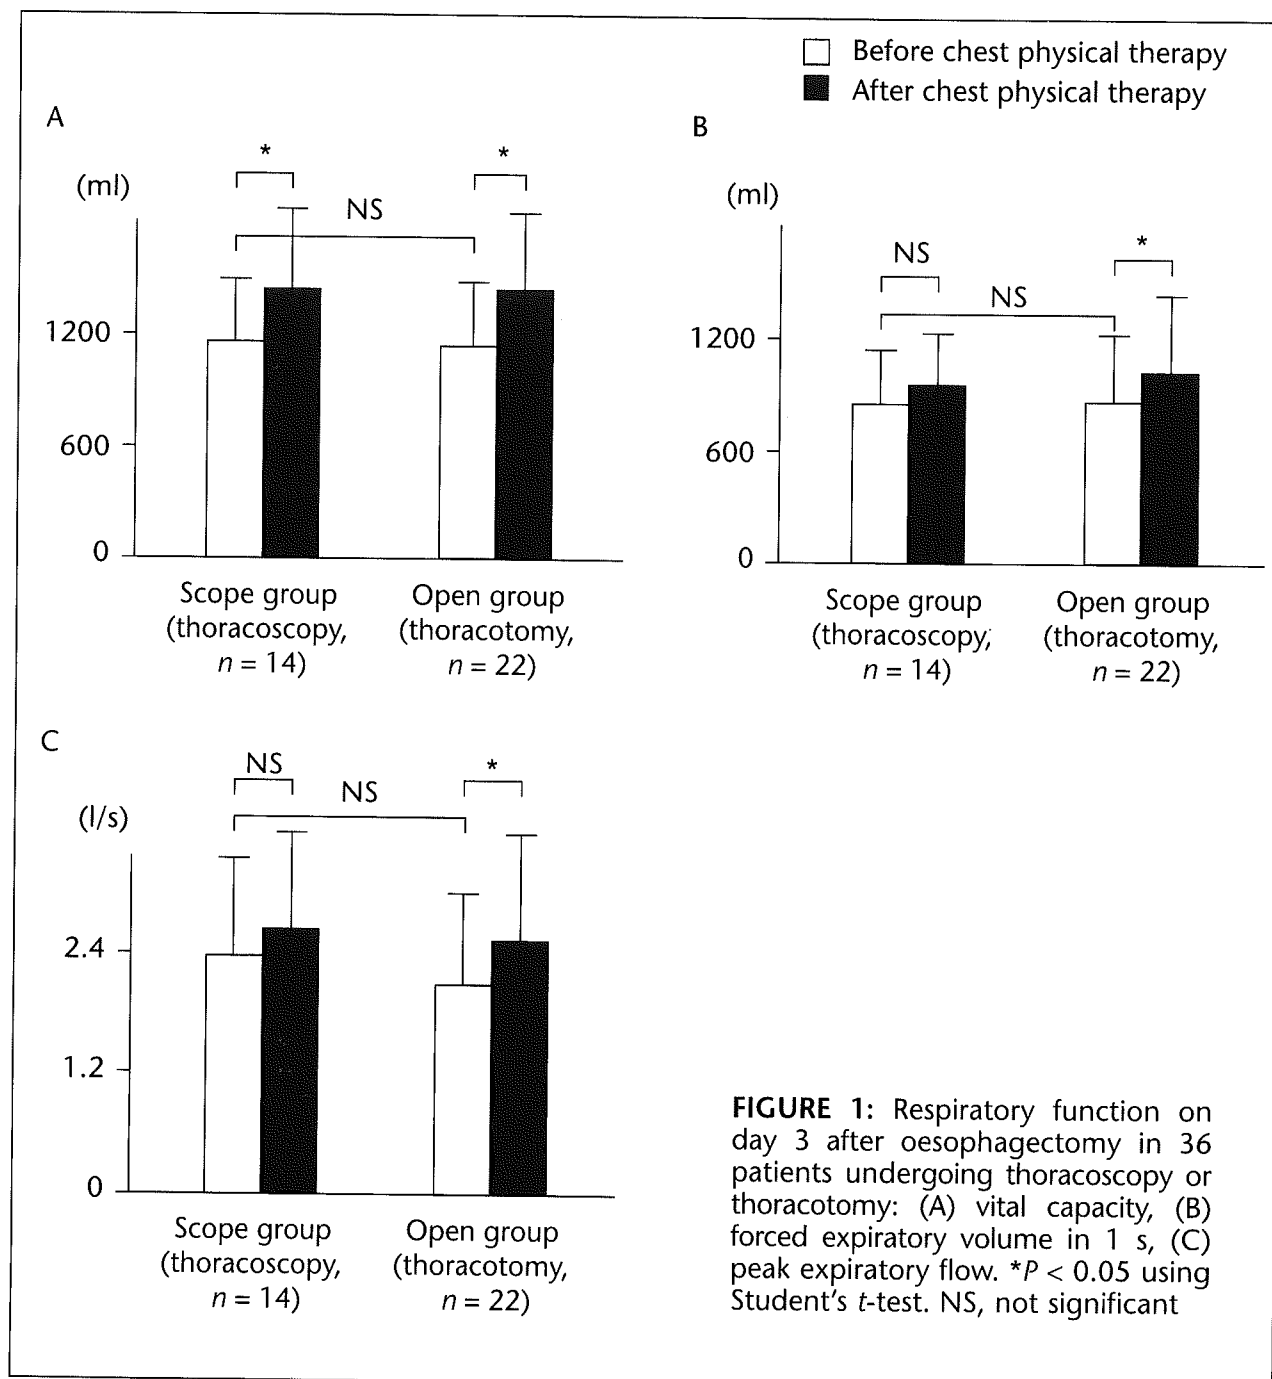 Before chest physical therapy
After chest physical therapy
A
(ml)
*
*
NS
1200
600
0
Scope group
(thoracoscopy,
n = 14)
Open group
(thoracotomy,
n = 22)
B
(ml)
NS
*
NS
1200
600
0
Scope group
(thoracoscopy,
n = 14)
Open group
(thoracotomy,
n = 22)
C
(l/s)
NS
*
NS
2.4
1.2
0
Scope group
(thoracoscopy,
n = 14)
Open group
(thoracotomy,
n = 22)
FIGURE 1: Respiratory function on
day 3 after oesophagectomy in 36
patients undergoing thoracoscopy or
thoracotomy: (A) vital capacity, (B)
forced expiratory volume in 1 s, (C)
peak expiratory flow. *P < 0.05 using
Student's t-test. NS, not significant